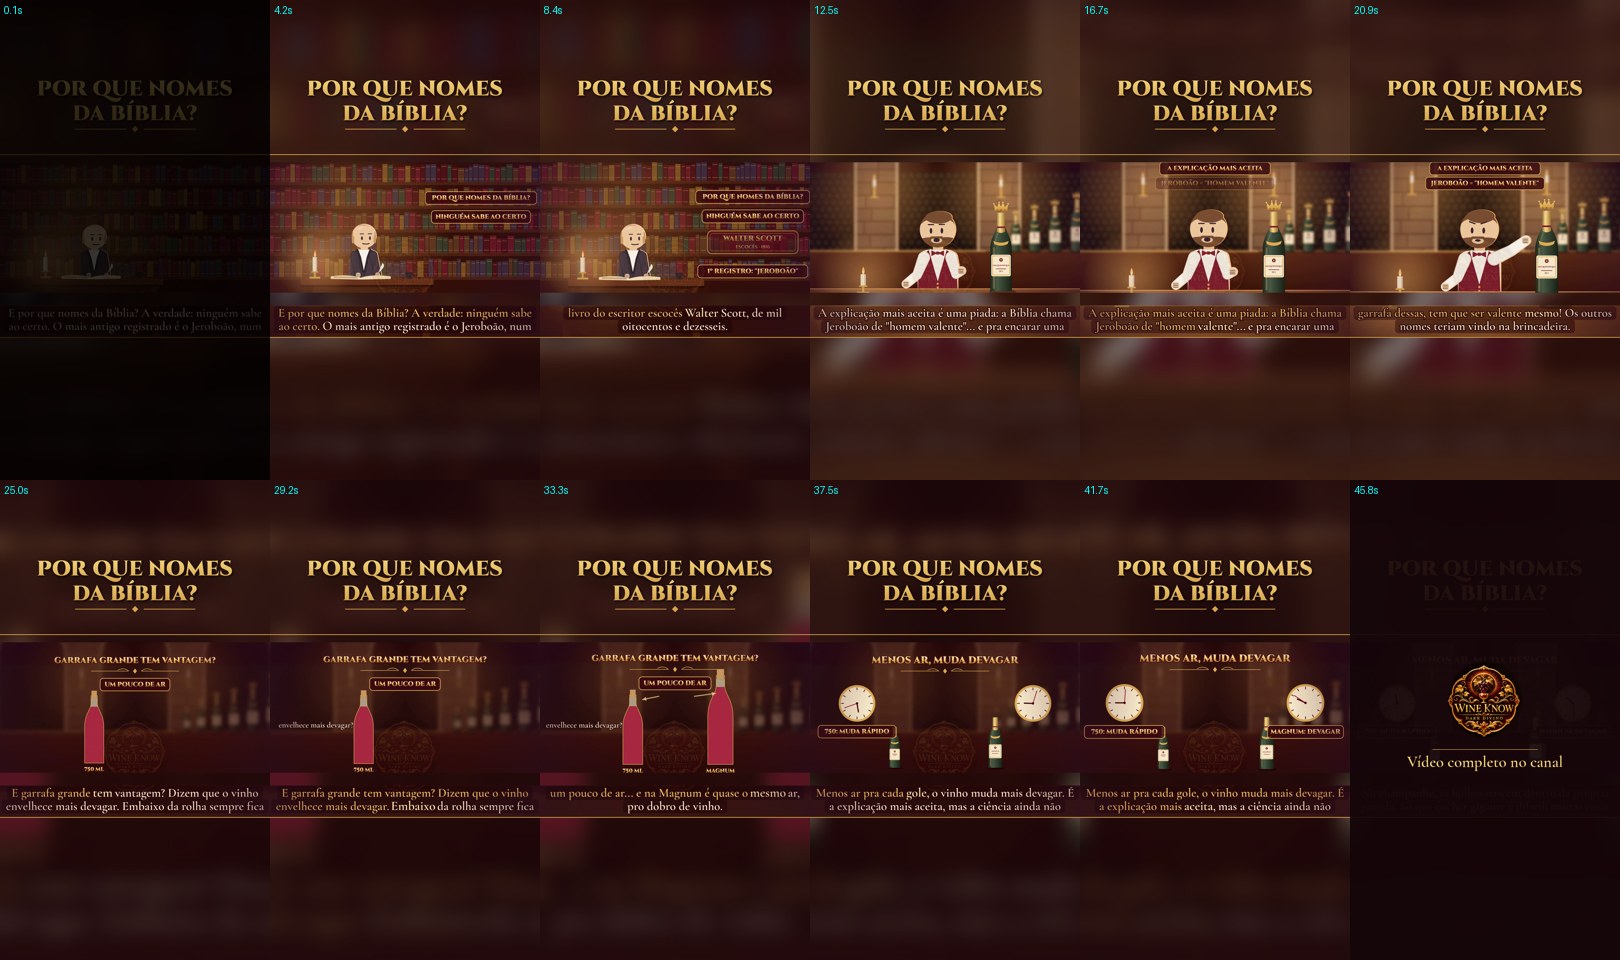 0.1s
POR QUE NOMES
DA BÍBLIA?
E por que nomes da Bíblia? A verdade: ninguém sabe
ao certo. O mais antigo registrado é o Jeroboão, num
4.2s
POR QUE NOMES
DA BÍBLIA?
POR QUE NOMES DA BÍBLIA?
NINGUÉM SABE AO CERTO
E por que nomes da Bíblia? A verdade: ninguém sabe
ao certo. O mais antigo registrado é o Jeroboão, num
8.4s
POR QUE NOMES
DA BÍBLIA?
POR QUE NOMES DA BÍBLIA?
NINGUÉM SABE AO CERTO
WALTER SCOTT
1º REGISTRO: "JEROBOÃO"
livro do escritor escocês Walter Scott, de mil
oitocentos e dezesseis.
12.5s
POR QUE NOMES
DA BÍBLIA?
A explicação mais aceita é uma piada: a Bíblia chama
Jeroboão de "homem valente"... e pra encarar uma
16.7s
POR QUE NOMES
DA BÍBLIA?
A EXPLICAÇÃO MAIS ACEITA
JEROBOÃO = "HOMEM VALENTE"
A explicação mais aceita é uma piada: a Bíblia chama
Jeroboão de "homem valente"... e pra encarar uma
20.9s
POR QUE NOMES
DA BÍBLIA?
A EXPLICAÇÃO MAIS ACEITA
JEROBOÃO = "HOMEM VALENTE"
garrafa dessas, tem que ser valente mesmo! Os outros
nomes teriam vindo na brincadeira.
25.0s
POR QUE NOMES
DA BÍBLIA?
GARRAFA GRANDE TEM VANTAGEM?
UM POUCO DE AR
750 ML
E garrafa grande tem vantagem? Dizem que o vinho
envelhece mais devagar. Embaixo da rolha sempre fica
29.2s
POR QUE NOMES
DA BÍBLIA?
GARRAFA GRANDE TEM VANTAGEM?
UM POUCO DE AR
envelhece mais devagar?
750 ML
E garrafa grande tem vantagem? Dizem que o vinho
envelhece mais devagar. Embaixo da rolha sempre fica
33.3s
POR QUE NOMES
DA BÍBLIA?
GARRAFA GRANDE TEM VANTAGEM?
UM POUCO DE AR
envelhece mais devagar?
750 ML
MAGNUM
um pouco de ar... e na Magnum é quase o mesmo ar,
pro dobro de vinho.
37.5s
POR QUE NOMES
DA BÍBLIA?
MENOS AR, MUDA DEVAGAR
750: MUDA RÁPIDO
Menos ar pra cada gole, o vinho muda mais devagar. É
a explicação mais aceita, mas a ciência ainda não
41.7s
POR QUE NOMES
DA BÍBLIA?
MENOS AR, MUDA DEVAGAR
750: MUDA RÁPIDO
MAGNUM: DEVAGAR
Menos ar pra cada gole, o vinho muda mais devagar. É
a explicação mais aceita, mas a ciência ainda não
45.8s
POR QUE NOMES
DA BÍBLIA?
WINE KNOW
DARK DIVINO
Vídeo completo no canal